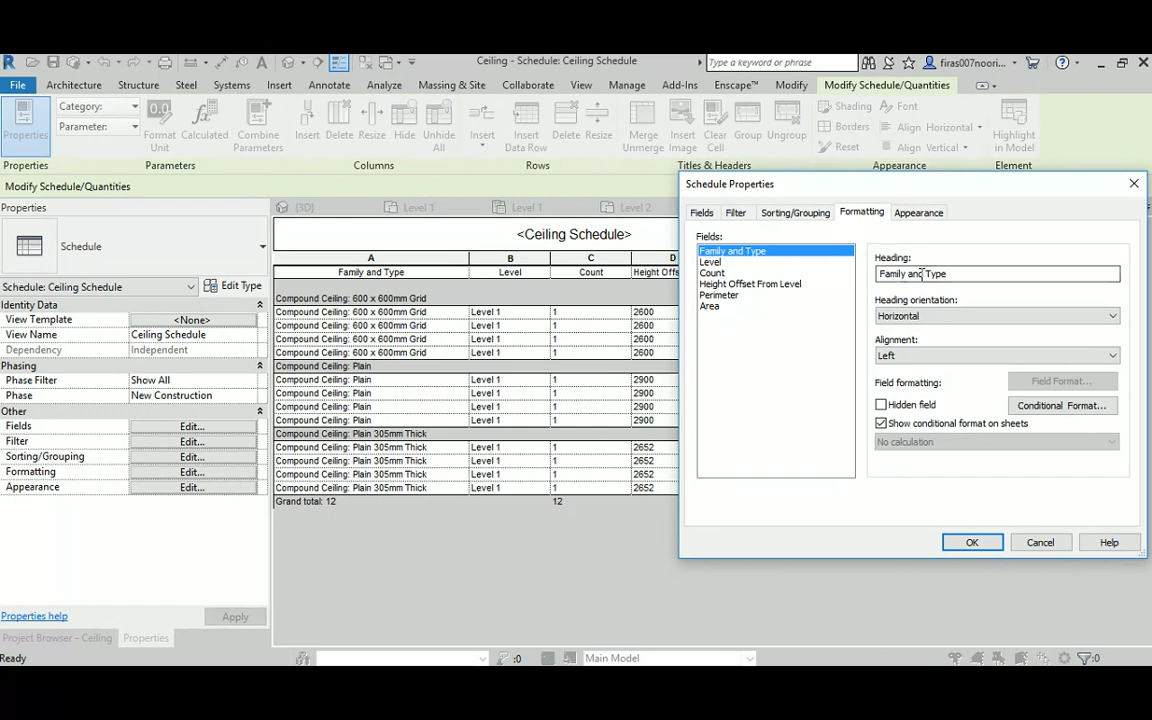 Ceiling - Schedule: Ceiling Schedule
Type a keyword or phrase
firas007noori...
File Architecture Structure Steel Systems Insert Annotate Analyze Massing & Site Collaborate View Manage Add-Ins Enscape™ Modify Modify Schedule/Quantities
Properties
Category:
Parameter:
Format Unit
Calculated
Combine Parameters
Insert
Delete
Resize
Hide
Unhide All
Insert
Insert Data Row
Delete
Resize
Merge Unmerge
Insert Image
Clear Cell
Group
Ungroup
Shading
Borders
Reset
Font
Align Horizontal
Align Vertical
Highlight in Model
Properties Parameters Columns Rows Titles & Headers Appearance Element
Modify Schedule/Quantities
Properties
Schedule
Schedule: Ceiling Schedule
Edit Type
Identity Data
View Template <None>
View Name Ceiling Schedule
Dependency Independent
Phasing
Phase Filter Show All
Phase New Construction
Other
Fields Edit...
Filter Edit...
Sorting/Grouping Edit...
Formatting Edit...
Appearance Edit...
Properties help
Apply
Project Browser - Ceiling
Properties
{3D} Level 1 Level 1 Level 2
<Ceiling Schedule>
A B C D
Family and Type Level Count Height Offs
Compound Ceiling: 600 x 600mm Grid
Compound Ceiling: 600 x 600mm Grid Level 1 1 2600
Compound Ceiling: 600 x 600mm Grid Level 1 1 2600
Compound Ceiling: 600 x 600mm Grid Level 1 1 2600
Compound Ceiling: 600 x 600mm Grid Level 1 1 2600
Compound Ceiling: Plain
Compound Ceiling: Plain Level 1 1 2900
Compound Ceiling: Plain Level 1 1 2900
Compound Ceiling: Plain Level 1 1 2900
Compound Ceiling: Plain Level 1 1 2900
Compound Ceiling: Plain 305mm Thick
Compound Ceiling: Plain 305mm Thick Level 1 1 2652
Compound Ceiling: Plain 305mm Thick Level 1 1 2652
Compound Ceiling: Plain 305mm Thick Level 1 1 2652
Compound Ceiling: Plain 305mm Thick Level 1 1 2652
Grand total: 12 12
Schedule Properties
Fields Filter Sorting/Grouping Formatting Appearance
Fields:
Family and Type
Level
Count
Height Offset From Level
Perimeter
Area
Heading:
Family and Type
Heading orientation:
Horizontal
Alignment:
Left
Field formatting:
Field Format...
Hidden field
Conditional Format...
Show conditional format on sheets
No calculation
OK Cancel Help
Ready
:0
Main Model
:0